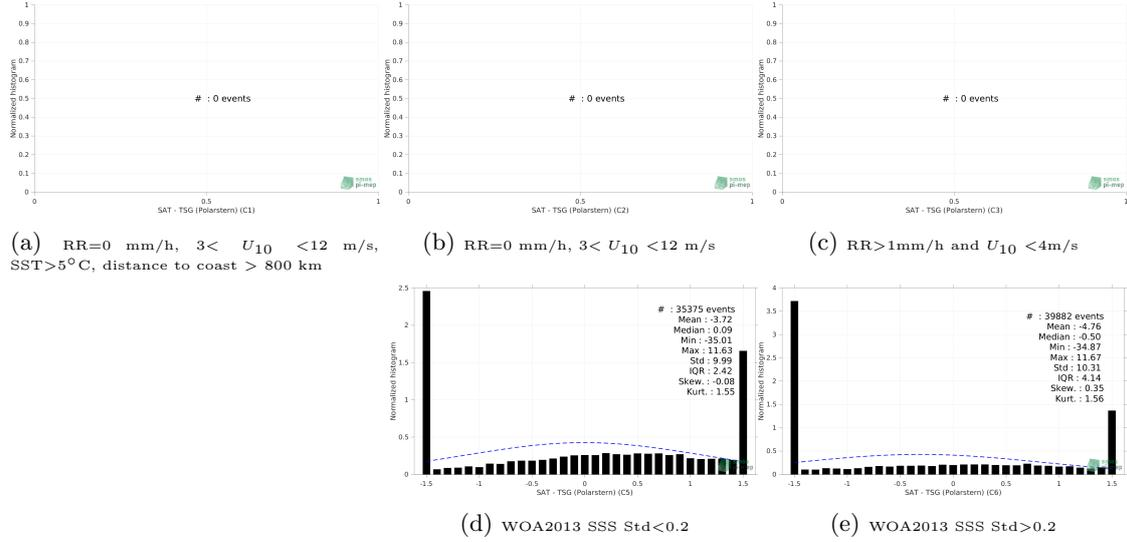 1
0.9
0.8
0.7
0.6
0.5
0.4
0.3
0.2
0.1
0
Normalized histogram
# : 0 events
smos
pi-mep
0 0.5 1
SAT - TSG (Polarstern) (C1)
1
0.9
0.8
0.7
0.6
0.5
0.4
0.3
0.2
0.1
0
Normalized histogram
# : 0 events
smos
pi-mep
0 0.5 1
SAT - TSG (Polarstern) (C2)
1
0.9
0.8
0.7
0.6
0.5
0.4
0.3
0.2
0.1
0
Normalized histogram
# : 0 events
smos
pi-mep
0 0.5 1
SAT - TSG (Polarstern) (C3)
(a) RR=0 mm/h, 3< U10 <12 m/s,
SST>5°C, distance to coast > 800 km
(b) RR=0 mm/h, 3< U10 <12 m/s
(c) RR>1mm/h and U10 <4m/s
2.5
2
1.5
1
0.5
0
Normalized histogram
# : 35375 events
Mean : -3.72
Median : 0.09
Min : -35.01
Max : 11.63
Std : 9.99
IQR : 2.42
Skew. : -0.08
Kurt. : 1.55
-1.5 -1 -0.5 0 0.5 1 1.5
SAT - TSG (Polarstern) (C5)
4
3.5
3
2.5
2
1.5
1
0.5
0
Normalized histogram
# : 39882 events
Mean : -4.76
Median : -0.50
Min : -34.87
Max : 11.67
Std : 10.31
IQR : 4.14
Skew. : 0.35
Kurt. : 1.56
-1.5 -1 -0.5 0 0.5 1 1.5
SAT - TSG (Polarstern) (C6)
(d) WOA2013 SSS Std<0.2
(e) WOA2013 SSS Std>0.2